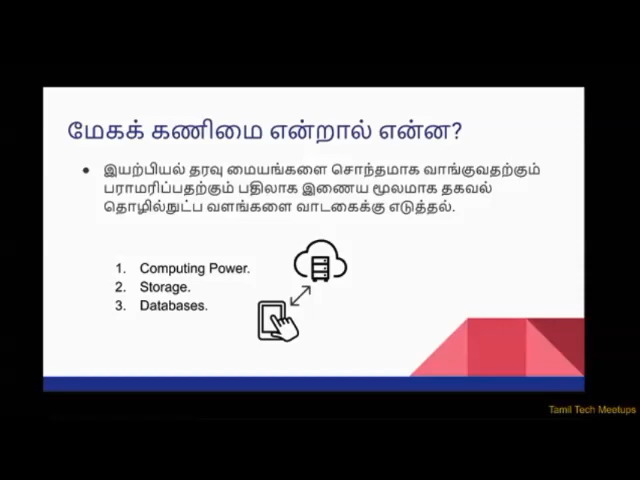 மேகக் கணிமை என்றால் என்ன?
● இயற்பியல் தரவு மையங்களை சொந்தமாக வாங்குவதற்கும்
பராமரிப்பதற்கும் பதிலாக இணைய மூலமாக தகவல்
தொழில்நுட்ப வளங்களை வாடகைக்கு எடுத்தல்.
1. Computing Power.
2. Storage.
3. Databases.
Tamil Tech Meetups